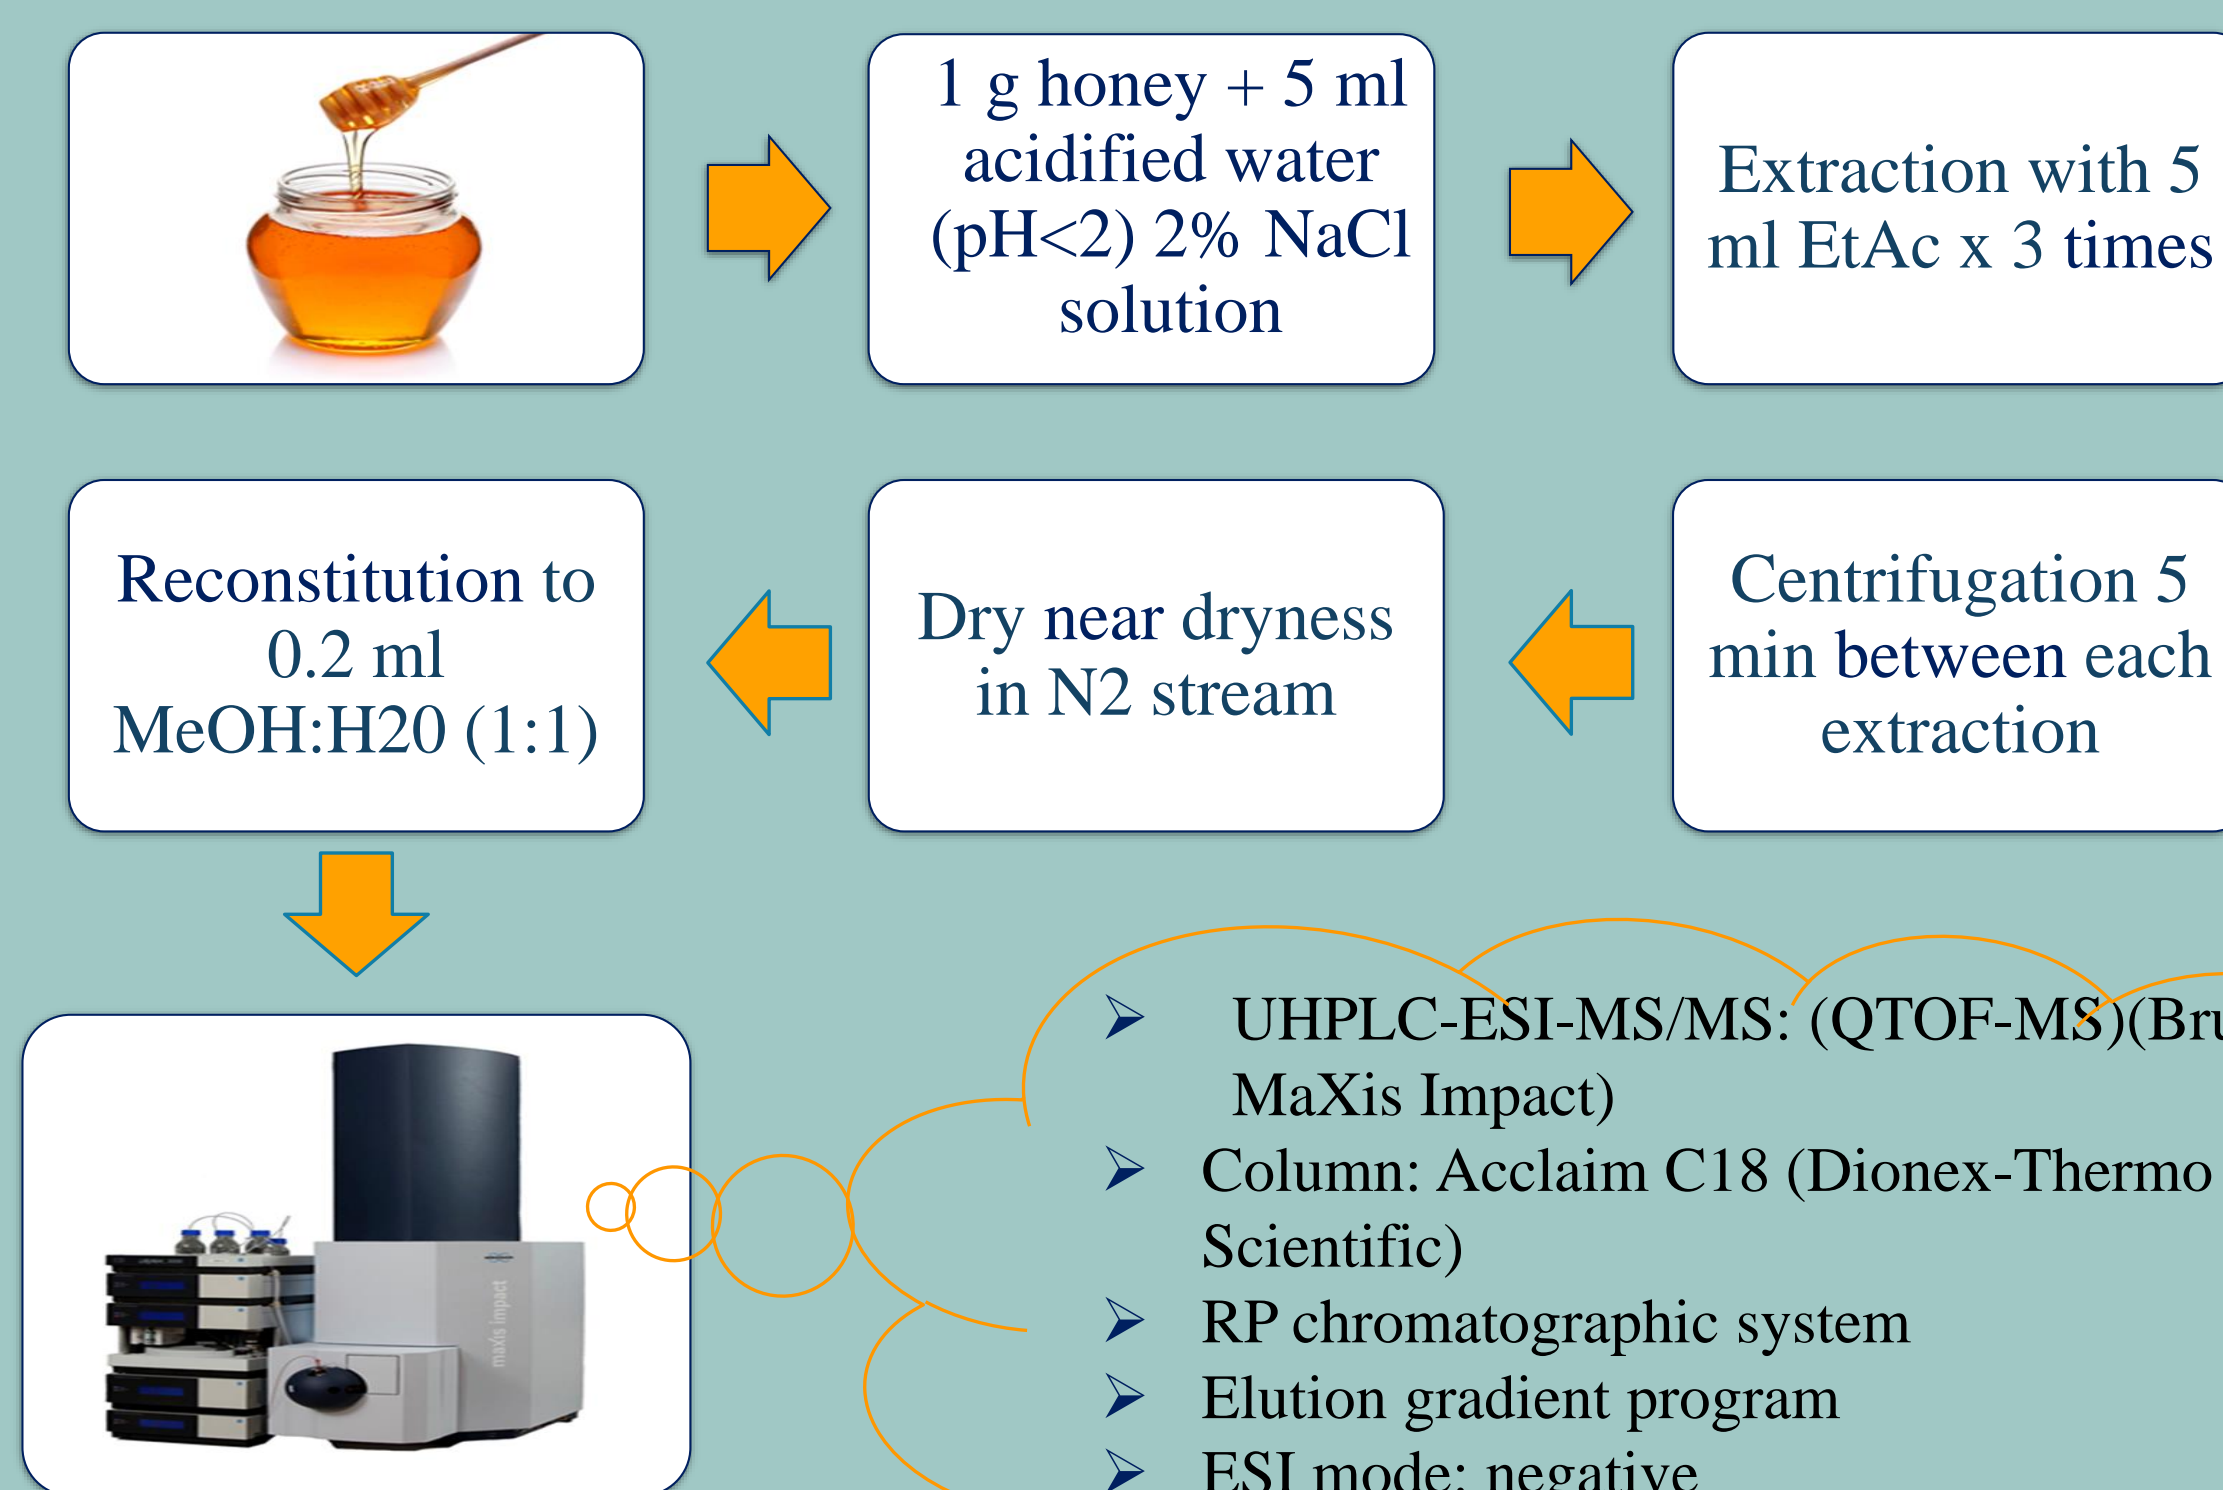 1 g honey + 5 ml
acidified water
(pH<2) 2% NaCl
solution
Extraction with 5
ml EtAc x 3 times
Reconstitution to
0.2 ml
MeOH:H20 (1:1)
Dry near dryness
in N2 stream
Centrifugation 5
min between each
extraction
maxis impact
UHPLC-ESI-MS/MS: (QTOF-MS)(Bru
MaXis Impact)
Column: Acclaim C18 (Dionex-Thermo
Scientific)
RP chromatographic system
Elution gradient program
ESI mode: negative